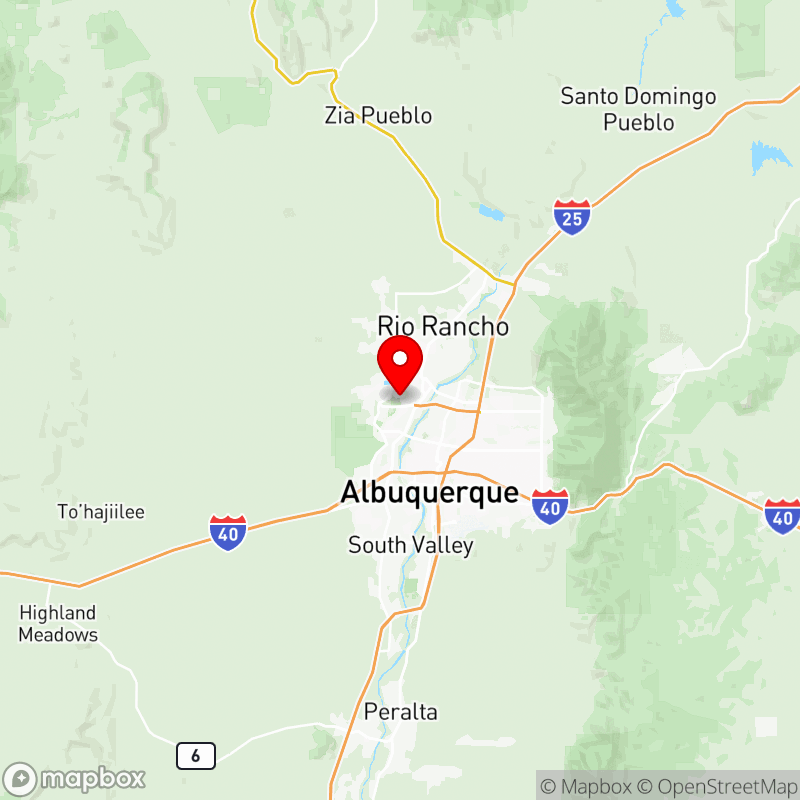 Zia Pueblo
Santo Domingo
Pueblo
25
Rio Rancho
Albuquerque
40
40
To'hajiilee
40
South Valley
Highland
Meadows
Peralta
6
mapbox
© Mapbox © OpenStreetMap